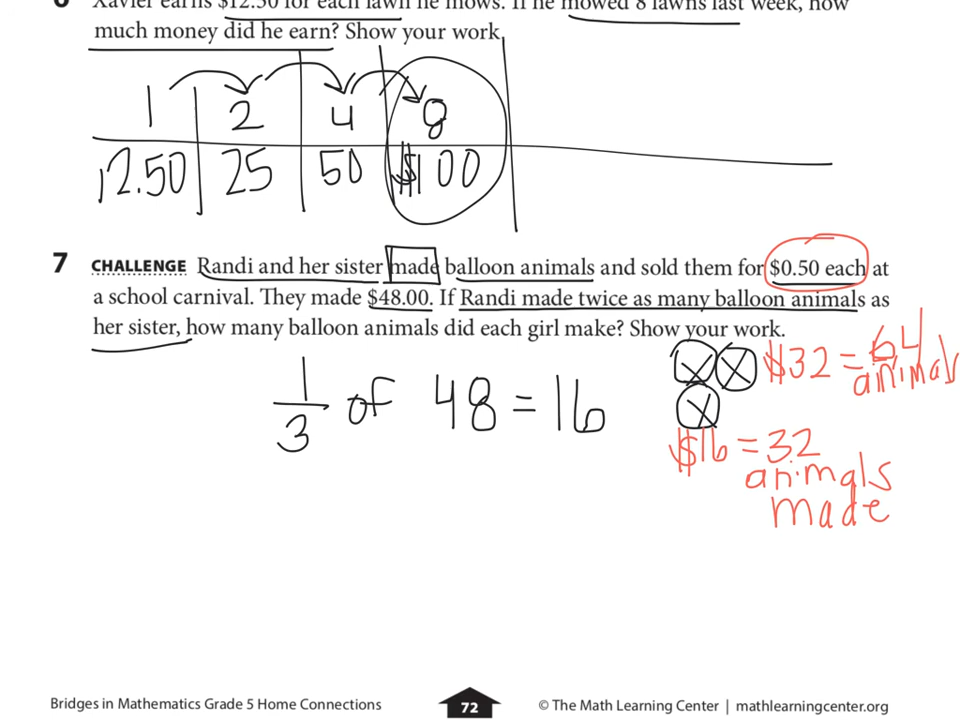 6 Xavier earns $12.50 for each lawn he mows. If he mowed 8 lawns last week, how
much money did he earn? Show your work.
1 2 4 8
12.50 25 50 $100
7 CHALLENGE Randi and her sister made balloon animals and sold them for $0.50 each at
a school carnival. They made $48.00. If Randi made twice as many balloon animals as
her sister, how many balloon animals did each girl make? Show your work.
1/3 of 48 = 16
X X $32 = 64
animals
X
$16 = 32
animals
made
Bridges in Mathematics Grade 5 Home Connections 72 © The Math Learning Center | mathlearningcenter.org